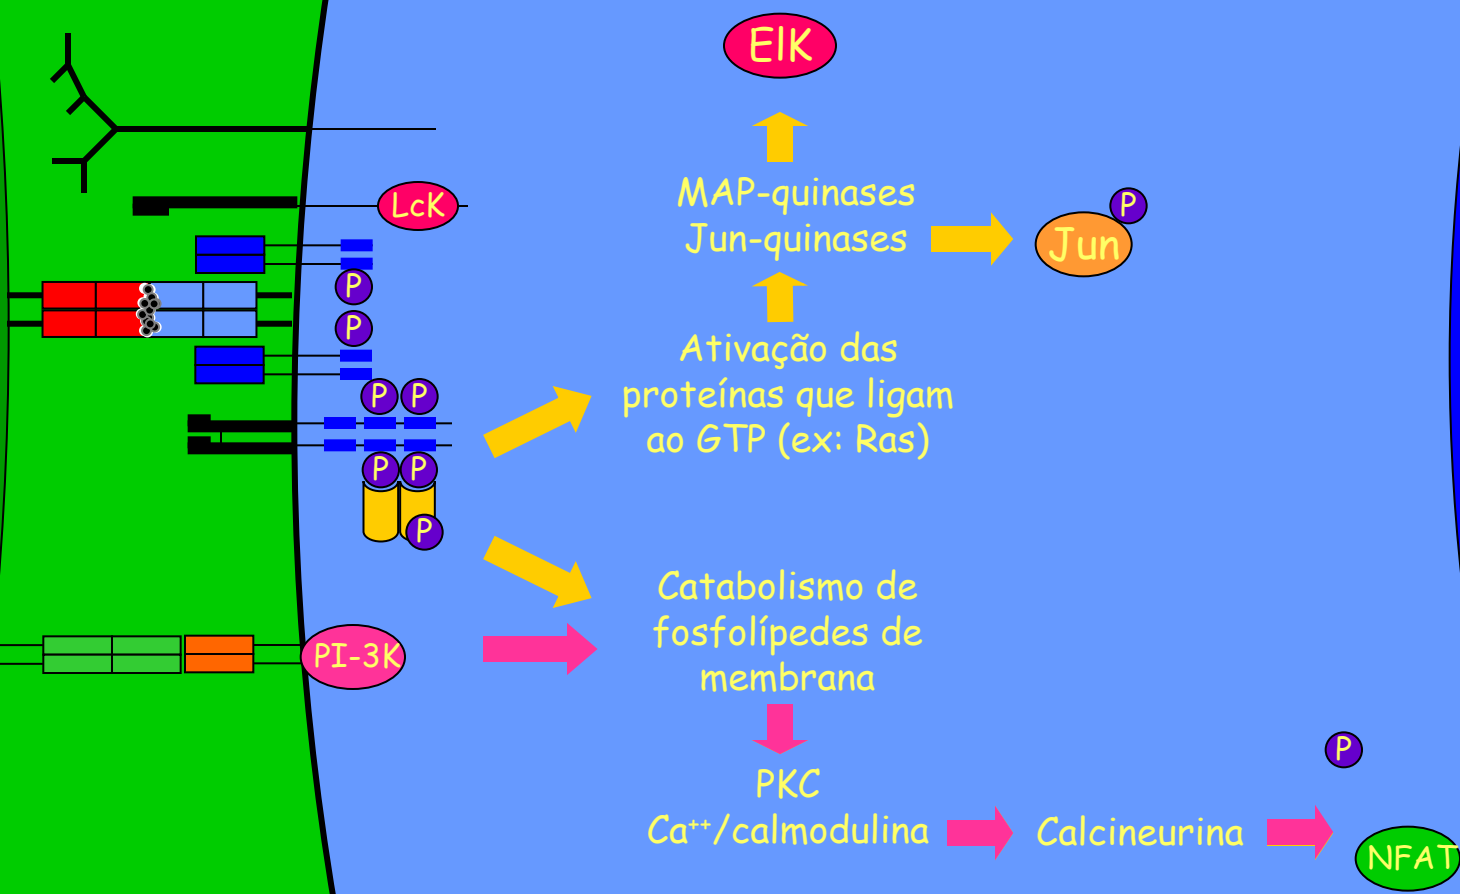 ElK
LcK
MAP-quinases
Jun-quinases
P
Jun
P
P
Ativação das
proteínas que ligam
ao GTP (ex: Ras)
P P
P P
P
Catabolismo de
fosfolípedes de
membrana
PI-3K
PKC
Ca++/calmodulina
Calcineurina
P
NFAT